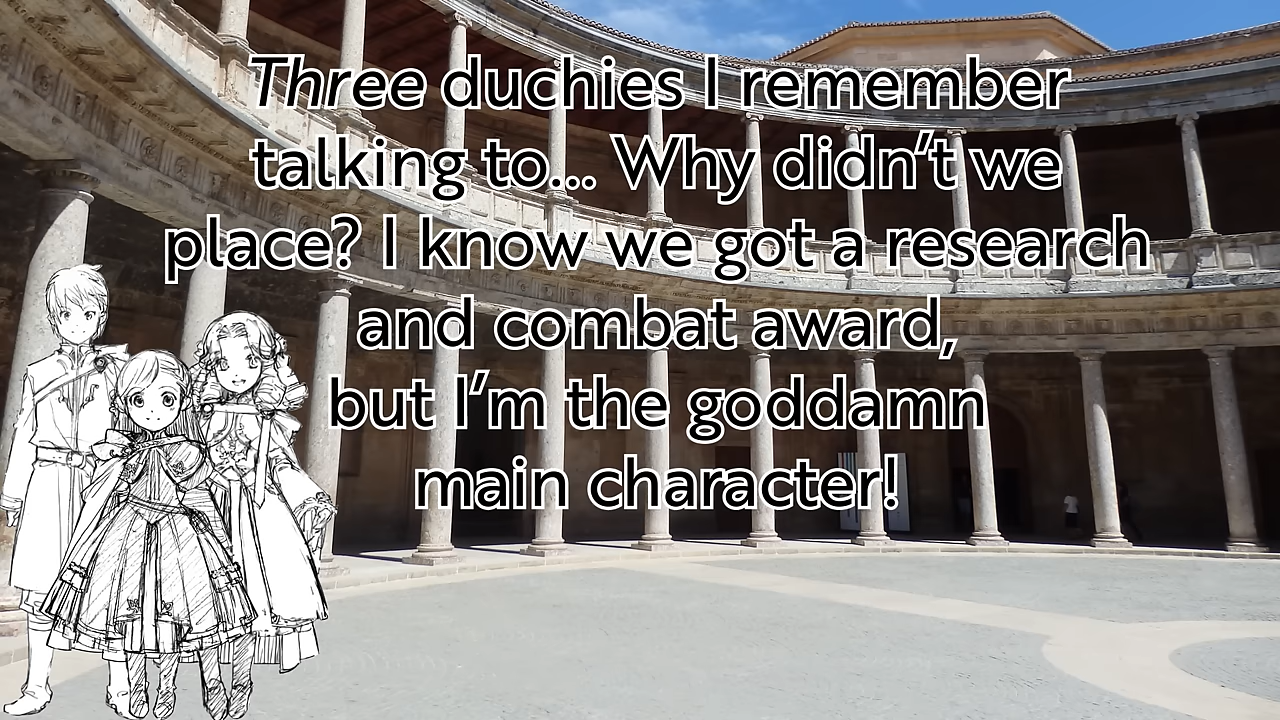 Three duchies I remember
talking to... Why didn't we
place? I know we got a research
and combat award,
but I'm the goddamn
main character!